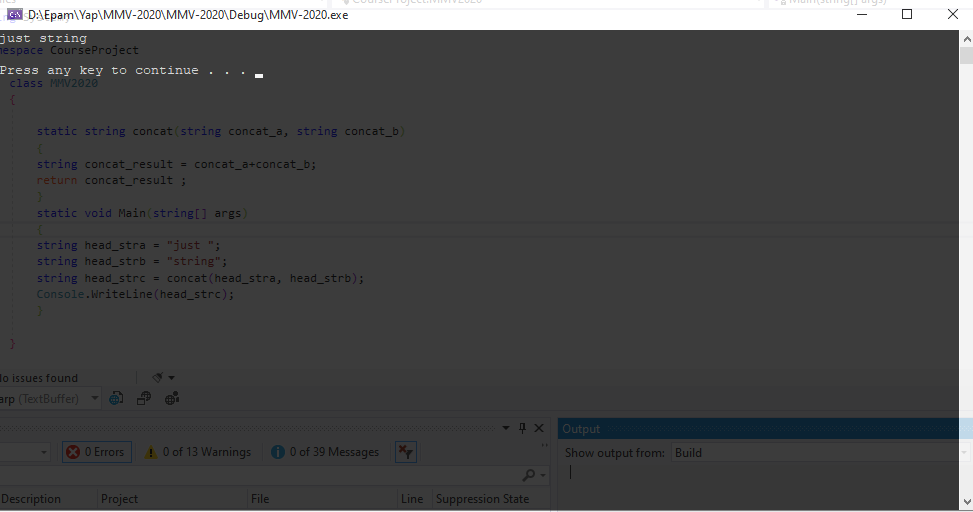 D:\Epam\Yap\MMV-2020\MMV-2020\Debug\MMV-2020.exe
just string
mespace CourseProject
Press any key to continue . . .
class MMV2020
{
static string concat(string concat_a, string concat_b)
{
string concat_result = concat_a+concat_b;
return concat_result ;
}
static void Main(string[] args)
{
string head_stra = "just ";
string head_strb = "string";
string head_strc = concat(head_stra, head_strb);
Console.WriteLine(head_strc);
}
}
No issues found
arp (TextBuffer)
Output
0 Errors 0 of 13 Warnings 0 of 39 Messages
Show output from: Build
Description Project File Line Suppression State